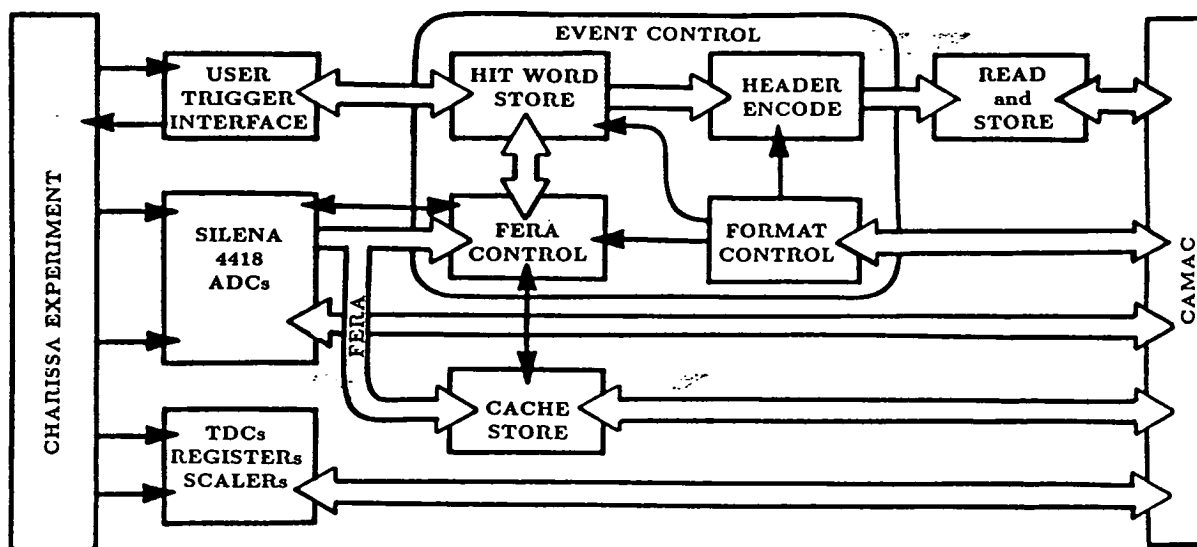 EVENT CONTROL
USER
TRIGGER
INTERFACE
HIT WORD
STORE
HEADER
ENCODE
READ
and
STORE
CHARISSA EXPERIMENT
SILENA
4418
ADCs
FERA
CONTROL
FORMAT
CONTROL
CAMAC
FERA
CACHE
STORE
TDCs
REGISTERs
SCALERs